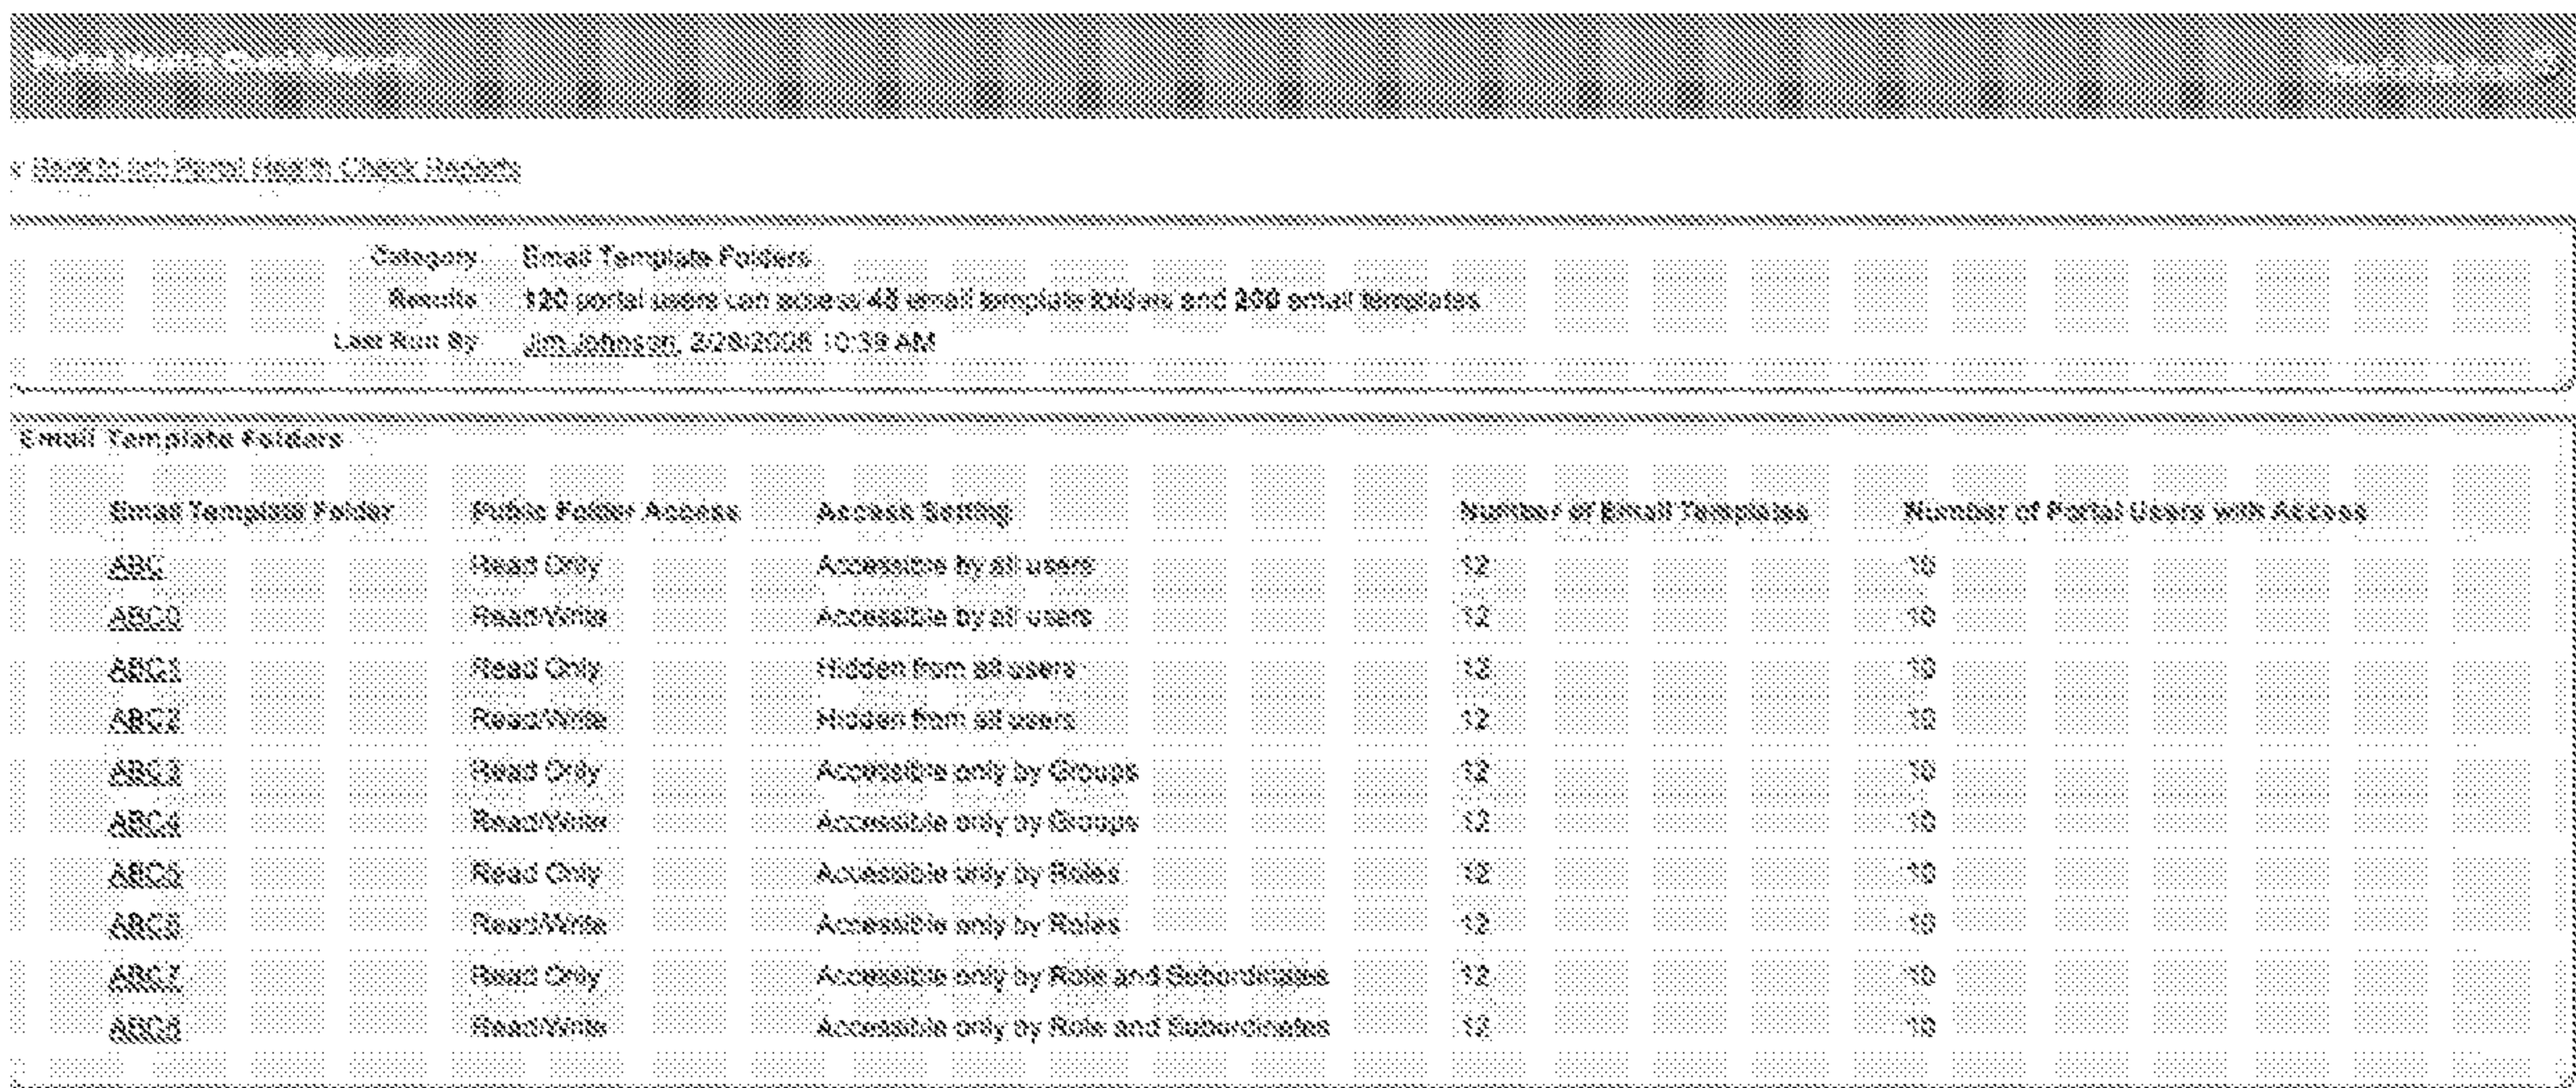 Portal Health Check Reports
Help for this Page
« Back to List: Portal Health Check Reports
Category Email Template Folders
Results 120 portal users can access 48 email template folders and 200 email templates
Last Run By Jim Johnson, 2/28/2008 10:39 AM
Email Template Folders
Email Template Folder Public Folder Access Access Setting Number of Email Templates Number of Portal Users with Access
ABC Read Only Accessible by all users 12 10
ABC0 Read/Write Accessible by all users 12 10
ABC1 Read Only Hidden from all users 12 10
ABC2 Read/Write Hidden from all users 12 10
ABC3 Read Only Accessible only by Groups 12 10
ABC4 Read/Write Accessible only by Groups 12 10
ABC5 Read Only Accessible only by Roles 12 10
ABC6 Read/Write Accessible only by Roles 12 10
ABC7 Read Only Accessible only by Role and Subordinates 12 10
ABC8 Read/Write Accessible only by Role and Subordinates 12 10